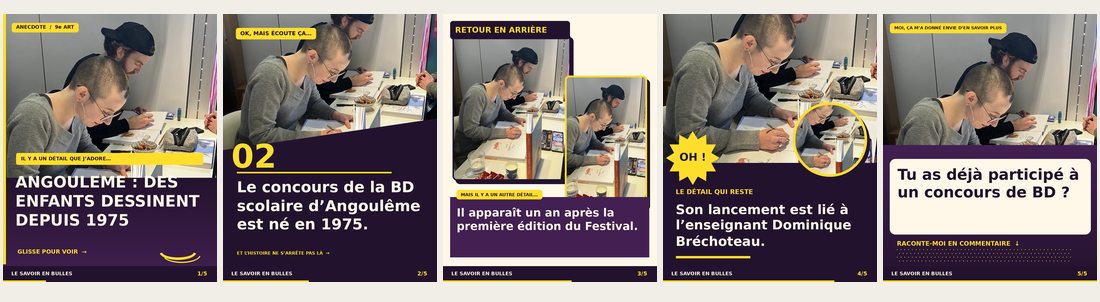 ANECDOTE / 9e ART
IL Y A UN DÉTAIL QUE J'ADORE...
ANGOULÊME : DES
ENFANTS DESSINENT
DEPUIS 1975
GLISSE POUR VOIR →
LE SAVOIR EN BULLES 1/5
OK, MAIS ÉCOUTE ÇA...
02
Le concours de la BD
scolaire d'Angoulême
est né en 1975.
ET L'HISTOIRE NE S'ARRÊTE PAS LÀ →
LE SAVOIR EN BULLES 2/5
RETOUR EN ARRIÈRE
MAIS IL Y A UN AUTRE DÉTAIL...
Il apparaît un an après la
première édition du Festival.
LE SAVOIR EN BULLES 3/5
OH !
LE DÉTAIL QUI RESTE
Son lancement est lié à
l'enseignant Dominique
Bréchoteau.
LE SAVOIR EN BULLES 4/5
MOI, ÇA M'A DONNÉ ENVIE D'EN SAVOIR PLUS
Tu as déjà participé à
un concours de BD ?
RACONTE-MOI EN COMMENTAIRE ↓
LE SAVOIR EN BULLES 5/5